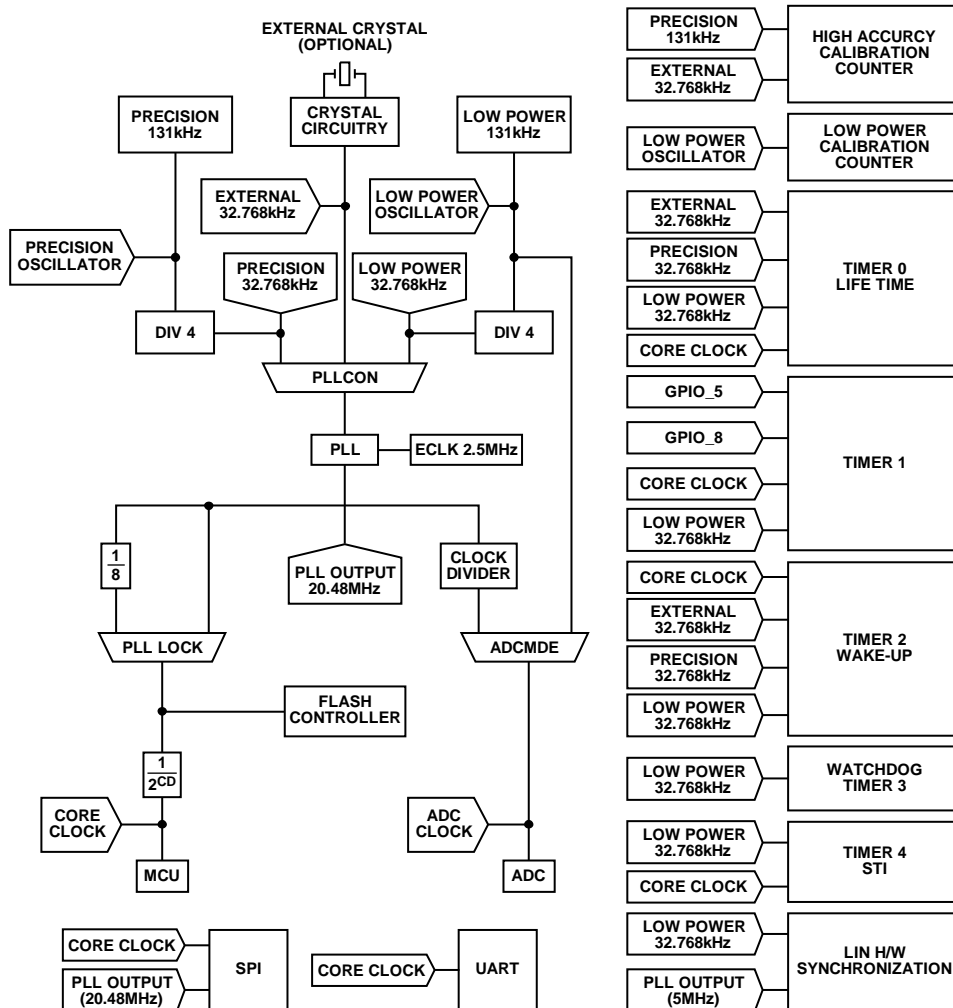 EXTERNAL CRYSTAL
(OPTIONAL)
PRECISION
131kHz
CRYSTAL
CIRCUITRY
LOW POWER
131kHz
EXTERNAL
32.768kHz
LOW POWER
OSCILLATOR
PRECISION
OSCILLATOR
PRECISION
32.768kHz
LOW POWER
32.768kHz
DIV 4
DIV 4
PLLCON
PLL
ECLK 2.5MHz
1
8
PLL OUTPUT
20.48MHz
CLOCK
DIVIDER
PLL LOCK
ADCMDE
FLASH
CONTROLLER
1
2CD
CORE
CLOCK
ADC
CLOCK
MCU
ADC
CORE CLOCK
PLL OUTPUT
(20.48MHz)
SPI
CORE CLOCK
UART
PRECISION
131kHz
EXTERNAL
32.768kHz
HIGH ACCURCY
CALIBRATION
COUNTER
LOW POWER
OSCILLATOR
LOW POWER
CALIBRATION
COUNTER
EXTERNAL
32.768kHz
PRECISION
32.768kHz
LOW POWER
32.768kHz
CORE CLOCK
TIMER 0
LIFE TIME
GPIO_5
GPIO_8
CORE CLOCK
LOW POWER
32.768kHz
TIMER 1
CORE CLOCK
EXTERNAL
32.768kHz
PRECISION
32.768kHz
LOW POWER
32.768kHz
TIMER 2
WAKE-UP
LOW POWER
32.768kHz
WATCHDOG
TIMER 3
LOW POWER
32.768kHz
CORE CLOCK
TIMER 4
STI
LOW POWER
32.768kHz
PLL OUTPUT
(5MHz)
LIN H/W
SYNCHRONIZATION